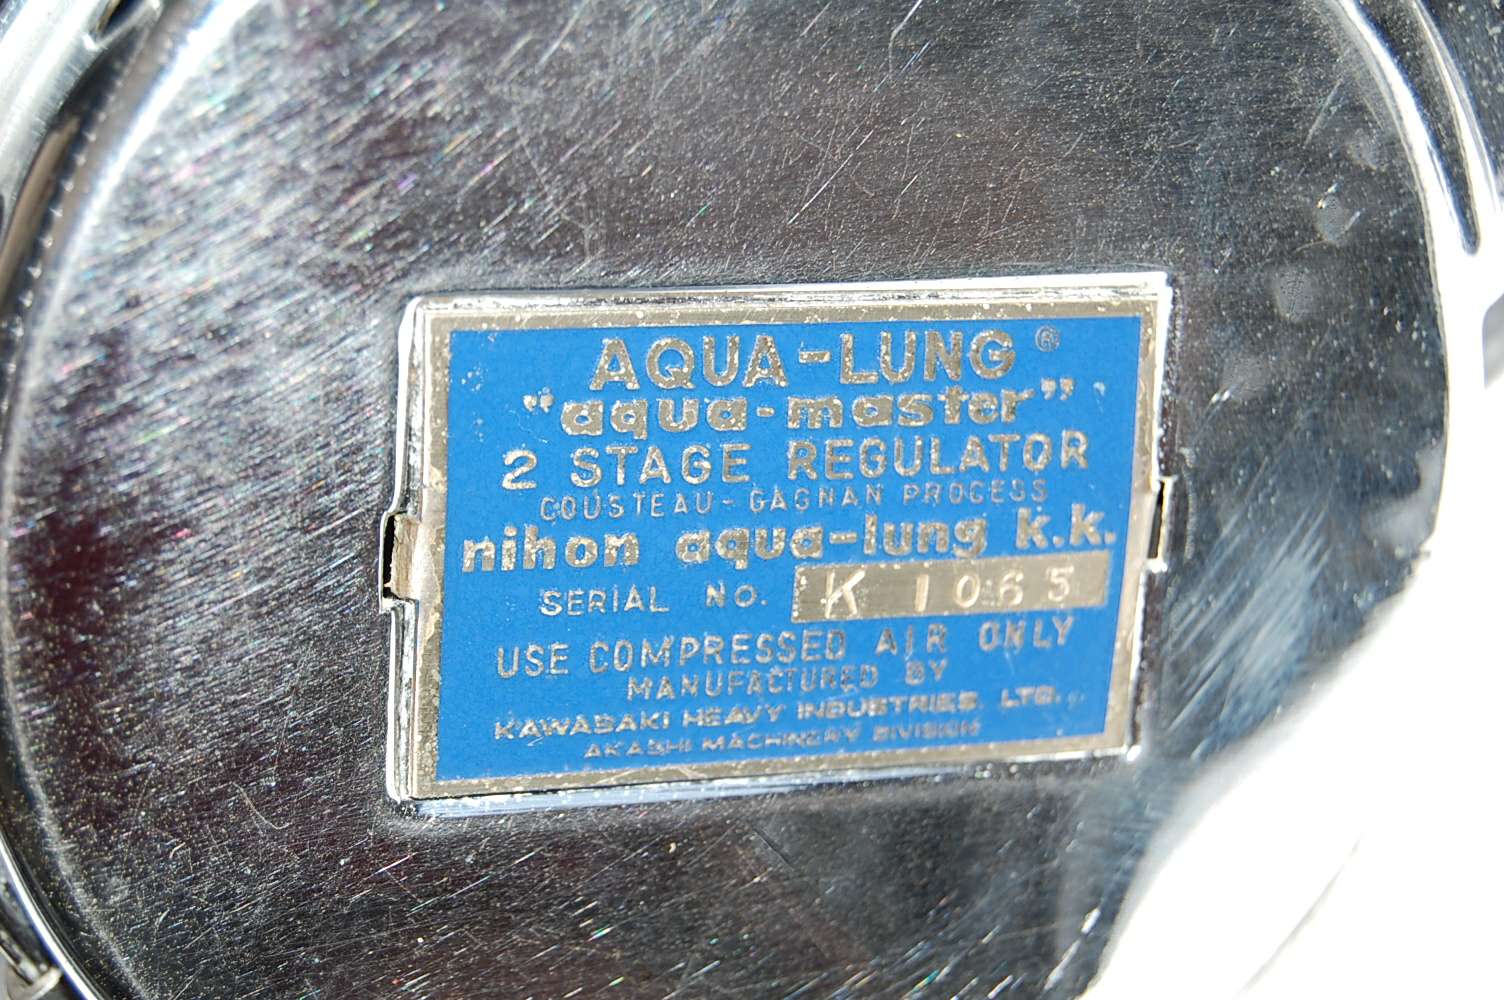 AQUA-LUNG ®
"aqua-master"
2 STAGE REGULATOR
COUSTEAU-GAGNAN PROCESS
nihon aqua-lung k.k.
SERIAL NO. K 1065
USE COMPRESSED AIR ONLY
MANUFACTURED BY
KAWASAKI HEAVY INDUSTRIES LTD.
AKASHI MACHINERY DIVISION